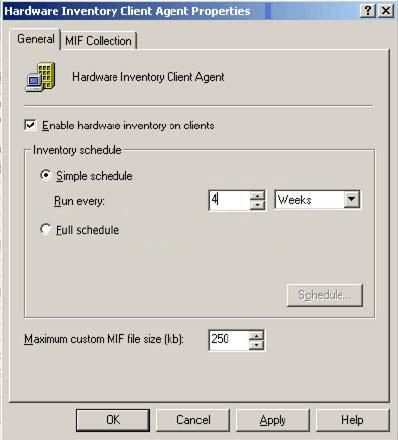 Hardware Inventory Client Agent Properties
General
MIF Collection
Hardware Inventory Client Agent
Enable hardware inventory on clients
Inventory schedule
Simple schedule
Run every: 4 Weeks
Full schedule
Schedule...
Maximum custom MIF file size (kb): 250
OK Cancel Apply Help